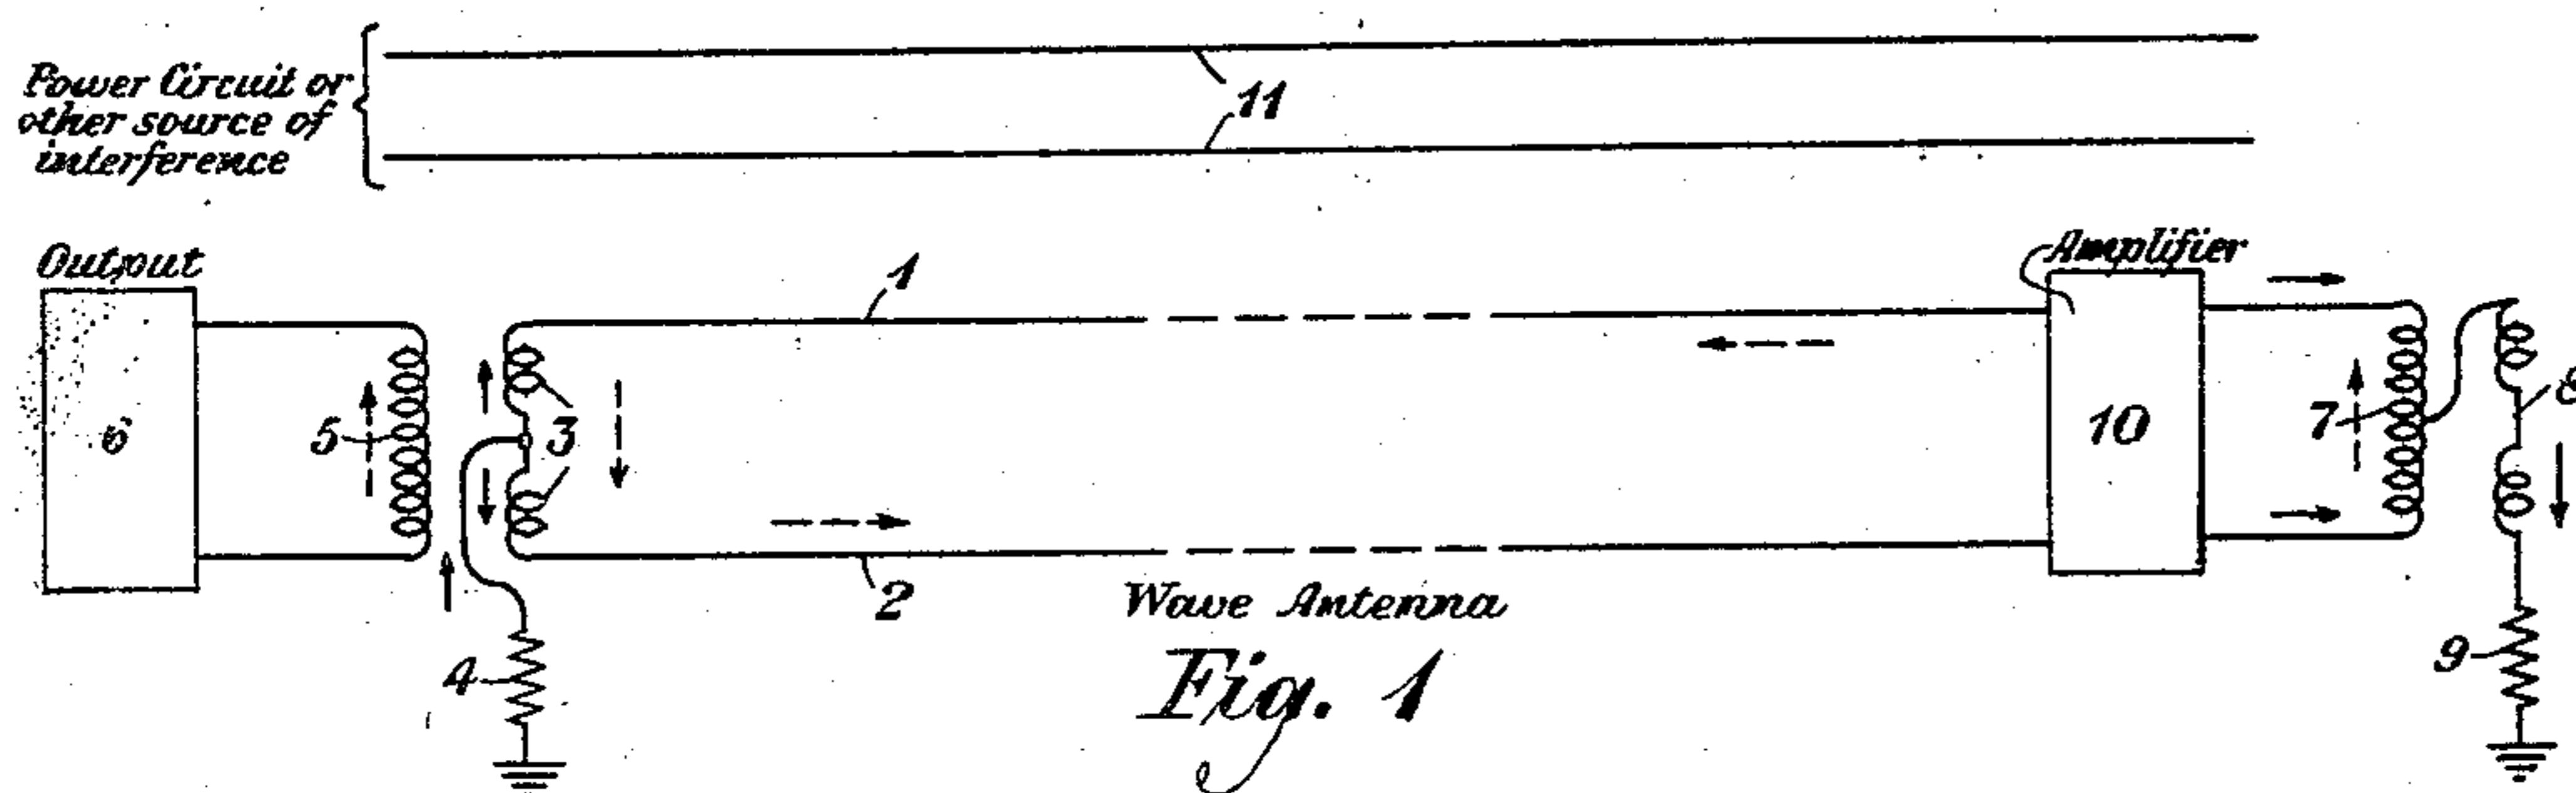 Power Circuit or
other source of
interference
11
Output
1
Amplifier
6
5
3
10
7
8
4
2
9
Wave Antenna
Fig. 1